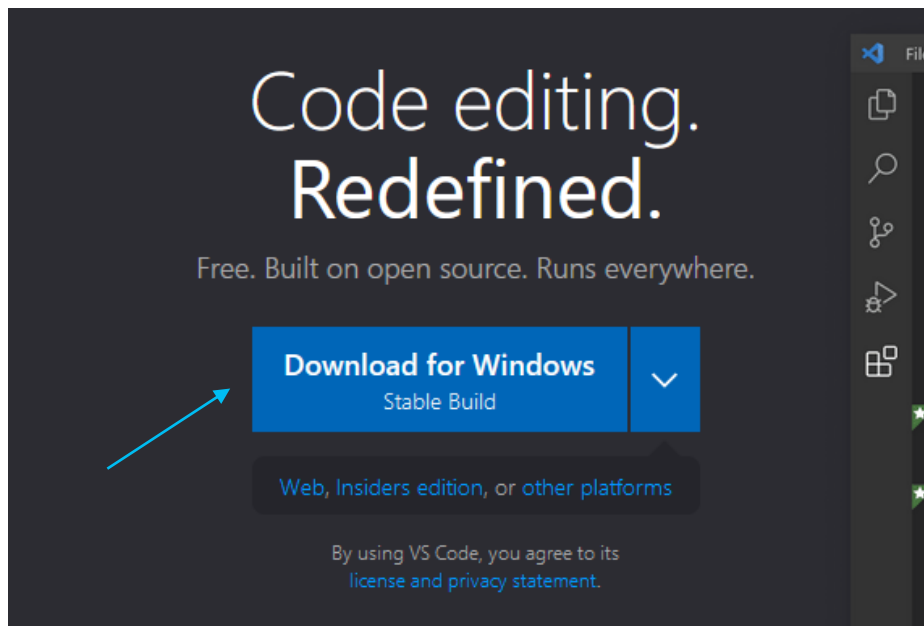 Code editing.
Redefined.
Free. Built on open source. Runs everywhere.
Download for Windows
Stable Build
Web, Insiders edition, or other platforms
By using VS Code, you agree to its
license and privacy statement.